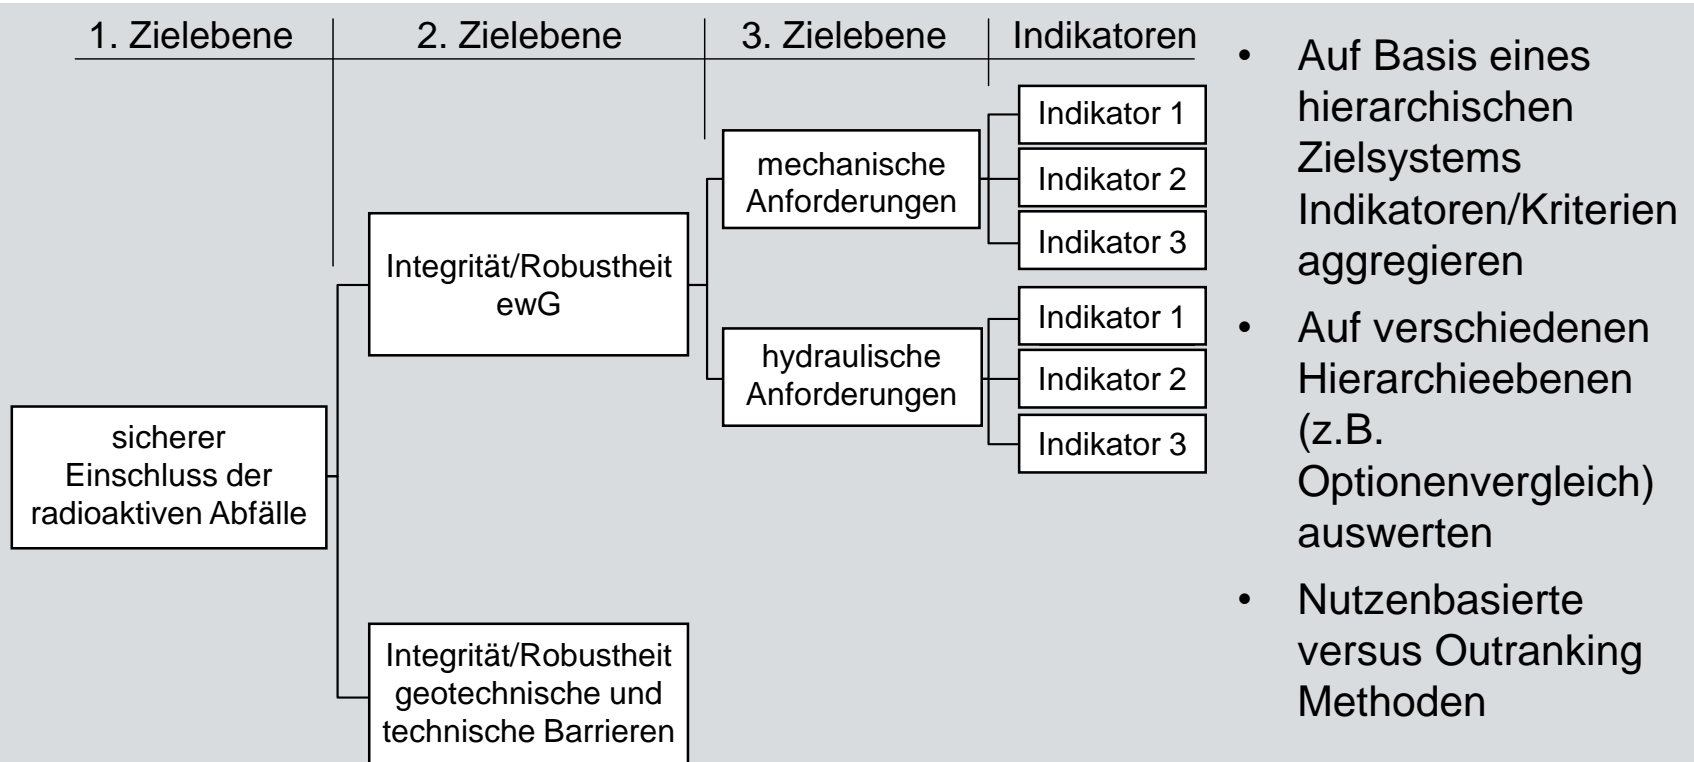 1. Zielebene
2. Zielebene
3. Zielebene
Indikatoren
sicherer
Einschluss der
radioaktiven Abfälle
Integrität/Robustheit
ewG
Integrität/Robustheit
geotechnische und
technische Barrieren
mechanische
Anforderungen
hydraulische
Anforderungen
Indikator 1
Indikator 2
Indikator 3
Indikator 1
Indikator 2
Indikator 3
• Auf Basis eines
hierarchischen
Zielsystems
Indikatoren/Kriterien
aggregieren
• Auf verschiedenen
Hierarchieebenen
(z.B.
Optionenvergleich)
auswerten
• Nutzenbasierte
versus Outranking
Methoden